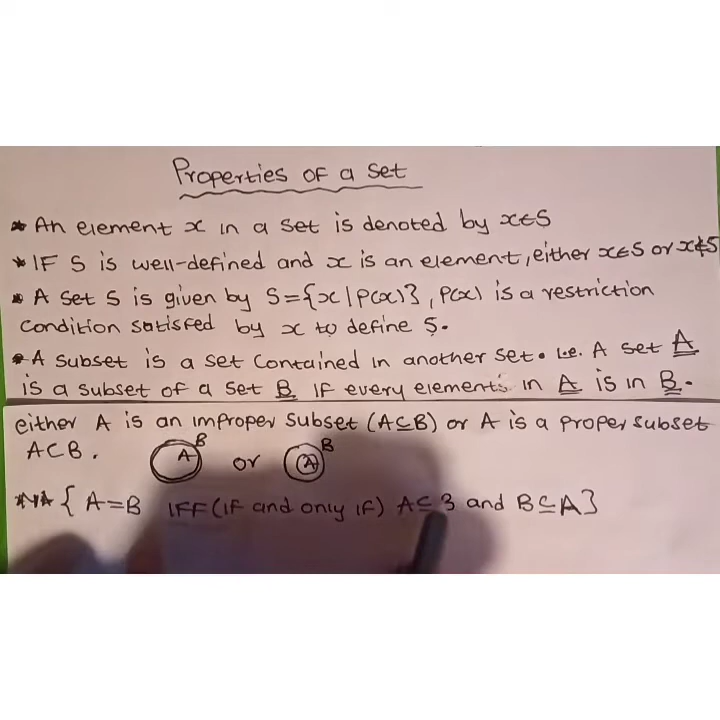 Properties of a set
* An element x in a set is denoted by x∈S
* IF S is well-defined and x is an element, either x∈S or x∉S
* A set S is given by S={x|P(x)}, P(x) is a restriction
Condition satisfed by x to define S.
* A subset is a set contained in another set. i.e. A set A
is a subset of a set B if every elements in A is in B.
either A is an improper subset (A⊆B) or A is a proper subset
A⊂B. A B or A B
{A=B IFF (if and only if) A⊆B and B⊆A}